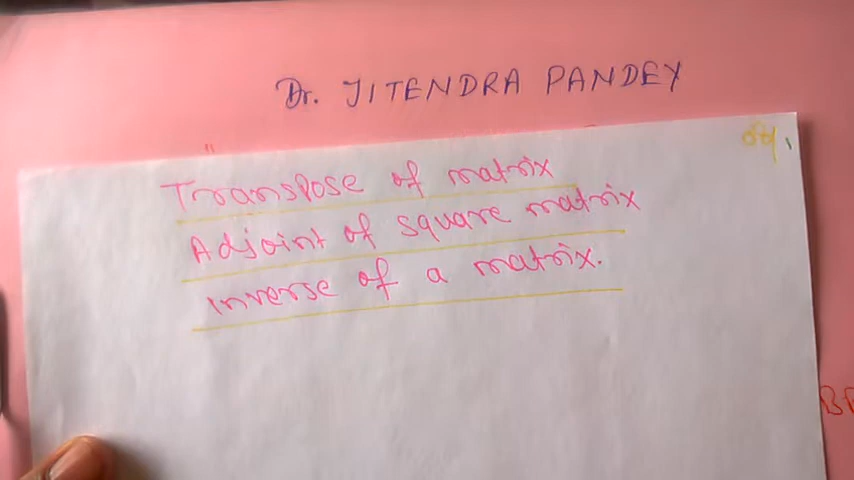 Dr. JITENDRA PANDEY
Transpose of matrix
Adjoint of square matrix
Inverse of a matrix.